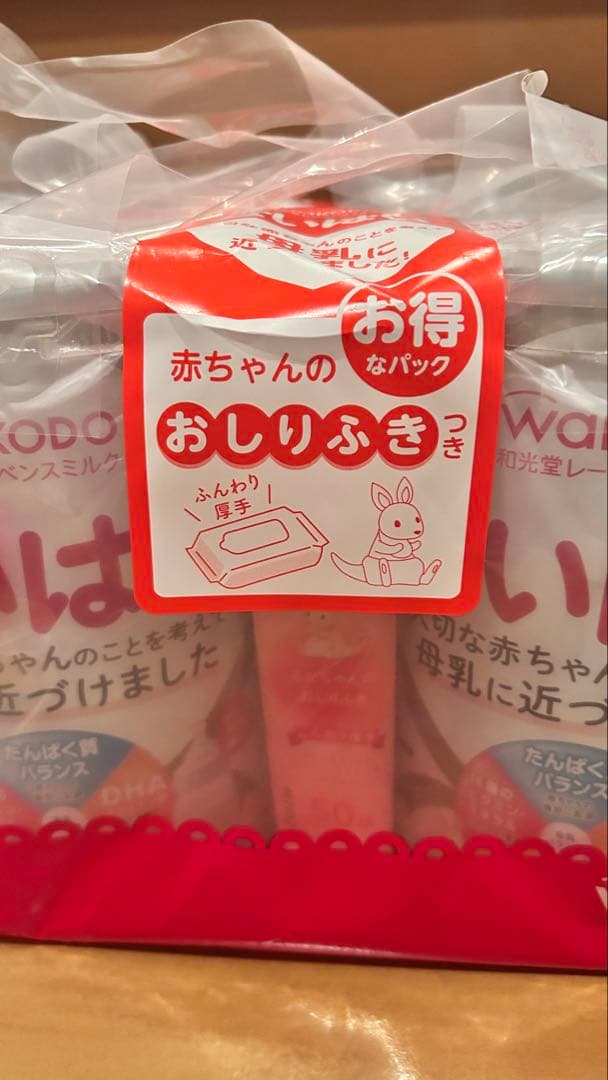 母乳に
お得
なパック
赤ちゃんの
おしりふき
つき
ふんわり
厚手
KODO
ベンスミルク
は
ちゃんのことを考えて
近づけました
たんぱく質
バランス
DHA
wa
和光堂レー
い
大切な赤ちゃん
母乳に近づ
たんぱく
バランス